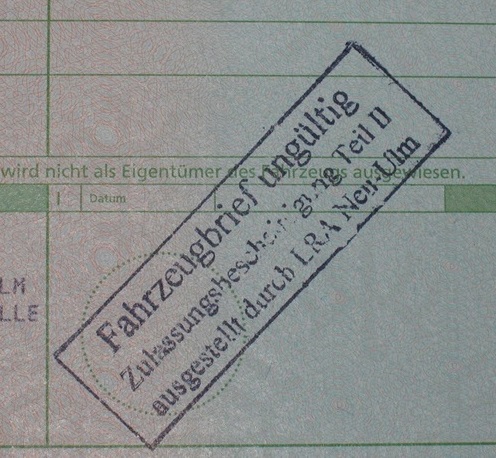 wird nicht als Eigentümer des Fahrzeugs ausgewiesen.
Datum
LM
LLE
Fahrzeugbrief ungültig
Zulassungsbescheinigung Teil II
ausgestellt durch LRA Neu-Ulm